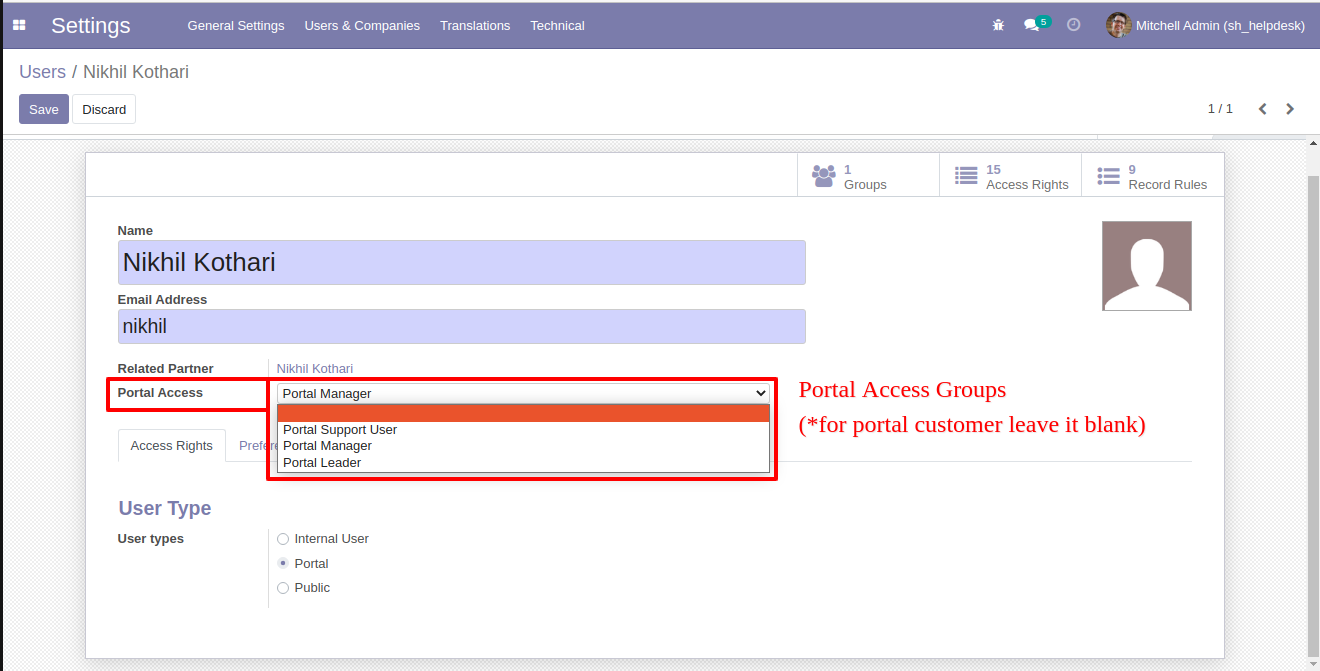 Settings General Settings Users & Companies Translations Technical 5 Mitchell Admin (sh_helpdesk)
Users / Nikhil Kothari
Save Discard 1 / 1
1 Groups 15 Access Rights 9 Record Rules
Name
Nikhil Kothari
Email Address
nikhil
Related Partner Nikhil Kothari
Portal Access Portal Manager
Portal Access Groups
(*for portal customer leave it blank)
Portal Support User
Portal Manager
Portal Leader
Access Rights Prefere
User Type
User types
Internal User
Portal
Public